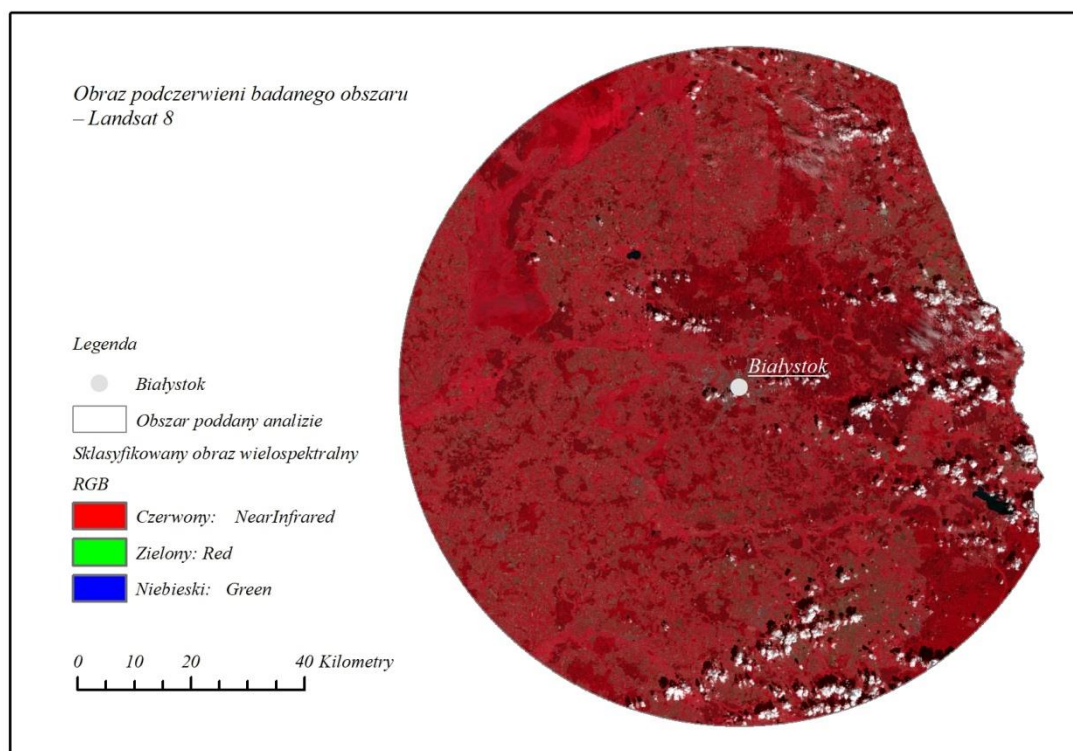 Obraz podczerwieni badanego obszaru
– Landsat 8
Białystok
Legenda
Białystok
Obszar poddany analizie
Sklasyfikowany obraz wielospektralny
RGB
Czerwony: NearInfrared
Zielony: Red
Niebieski: Green
0 10 20 40 Kilometry